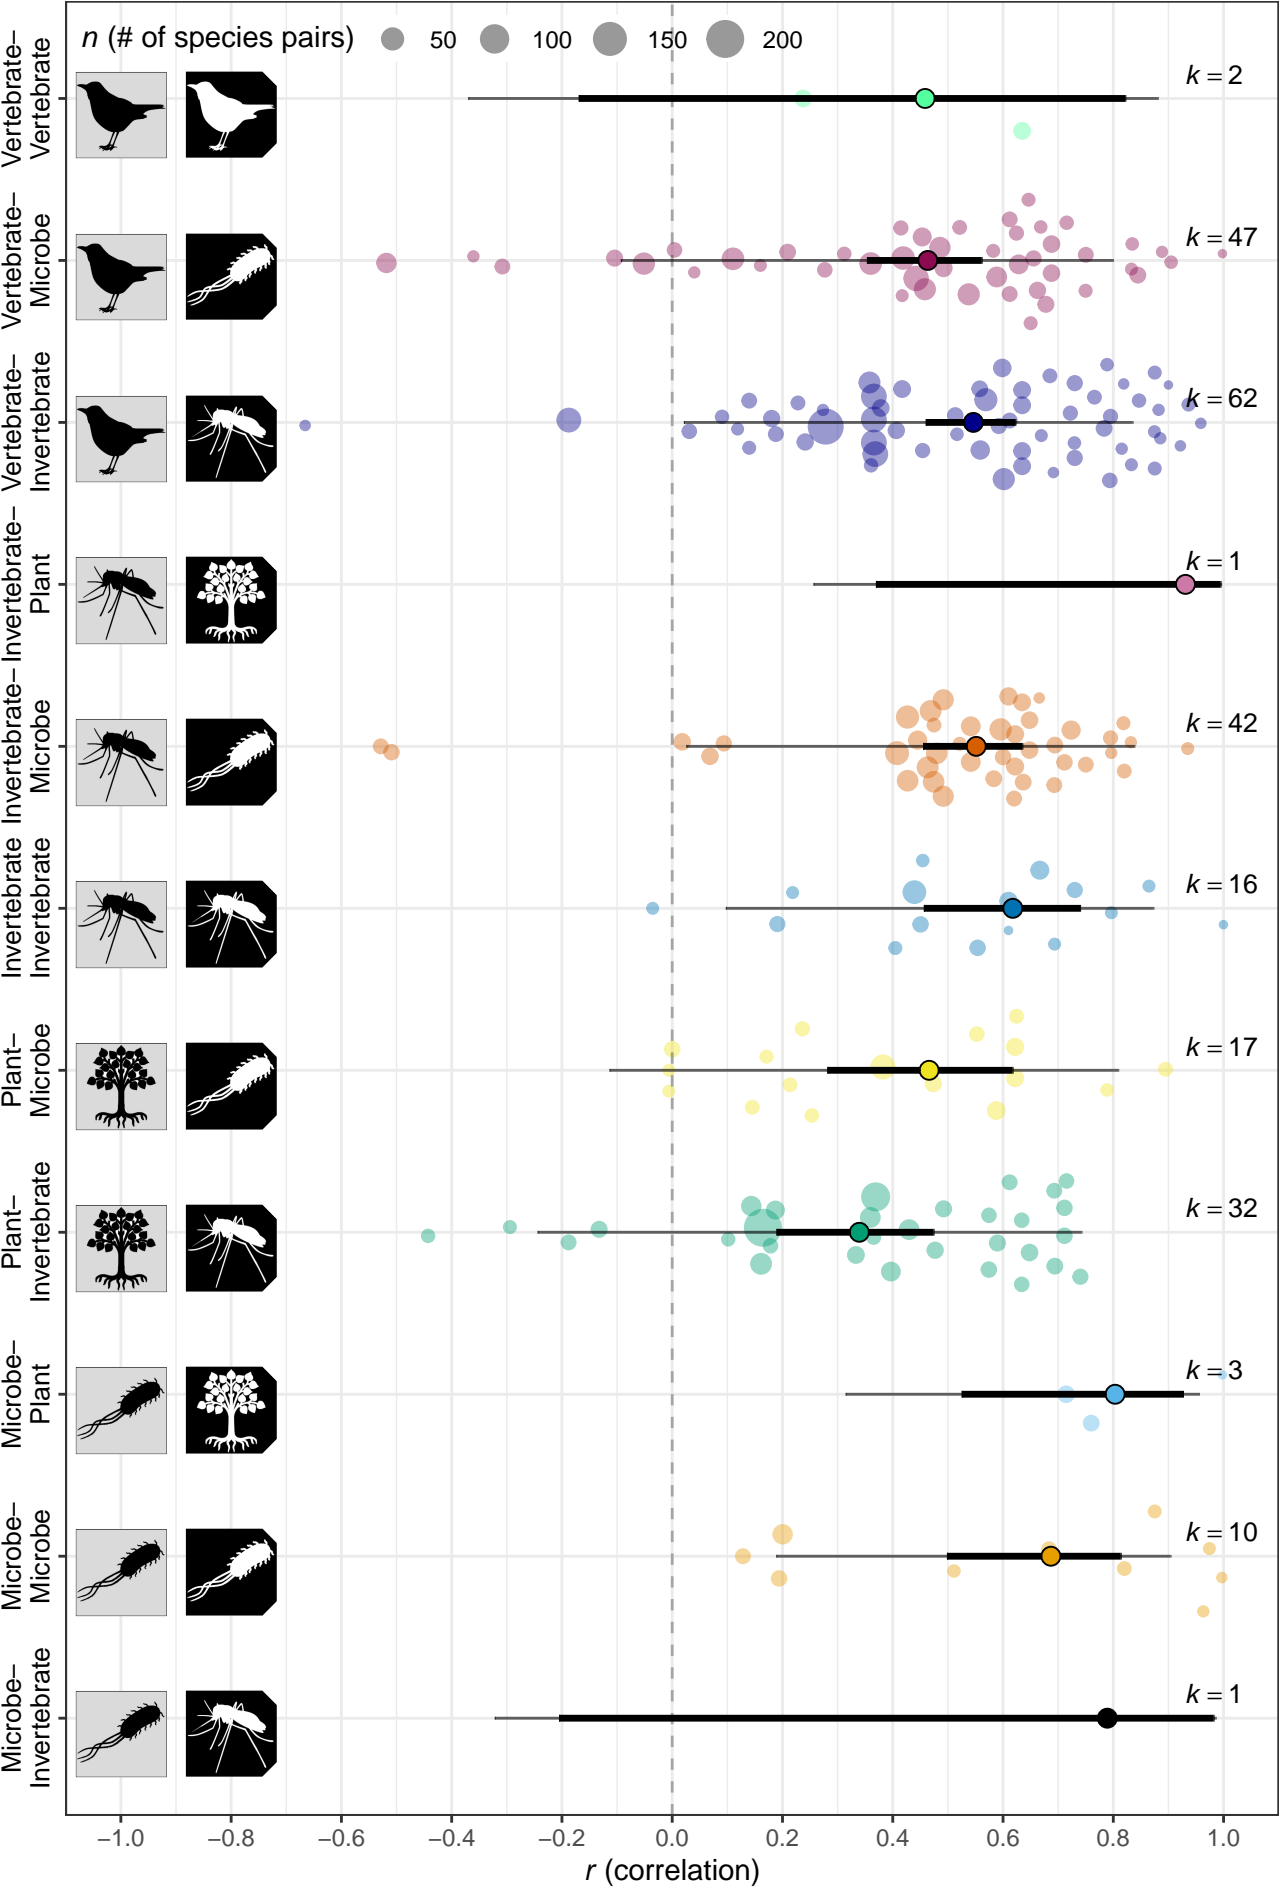 n (# of species pairs) 50 100 150 200
Vertebrate–
Vertebrate
k = 2
Vertebrate–
Microbe
k = 47
Vertebrate–
Invertebrate
k = 62
Invertebrate–
Plant
k = 1
Invertebrate–
Microbe
k = 42
Invertebrate
Invertebrate
k = 16
Plant–
Microbe
k = 17
Plant–
Invertebrate
k = 32
Microbe–
Plant
k = 3
Microbe–
Microbe
k = 10
Microbe–
Invertebrate
k = 1
−1.0 −0.8 −0.6 −0.4 −0.2 0.0 0.2 0.4 0.6 0.8 1.0
r (correlation)